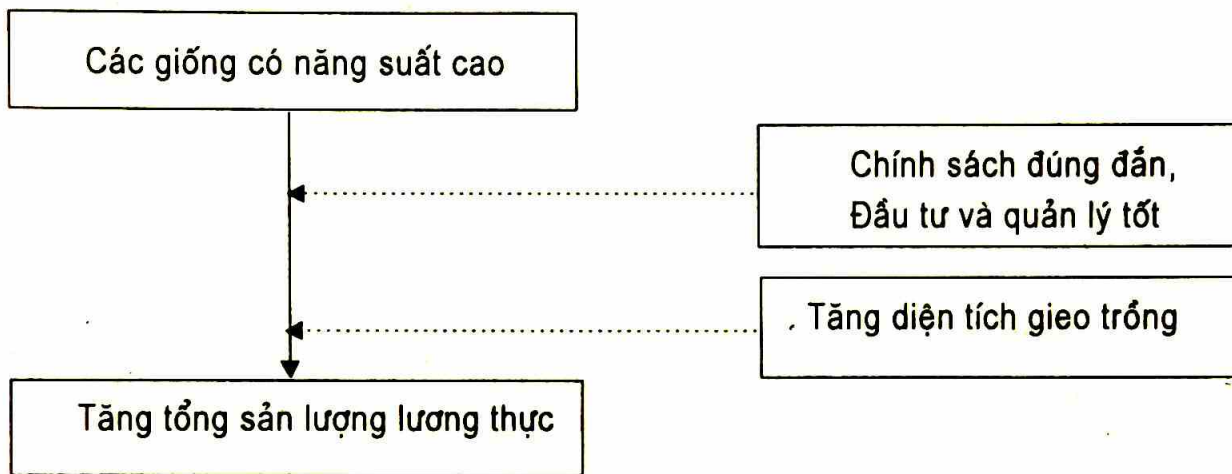 Các giống có năng suất cao
Chính sách đúng đắn,
Đầu tư và quản lý tốt
Tăng diện tích gieo trồng
Tăng tổng sản lượng lương thực